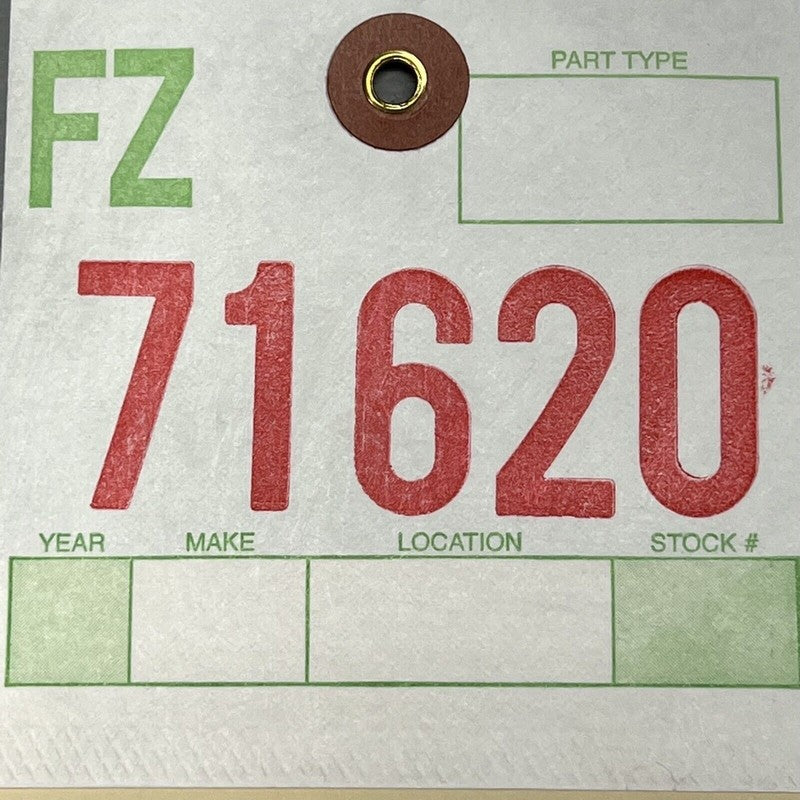 FZ
PART TYPE
71620
YEAR MAKE LOCATION STOCK #